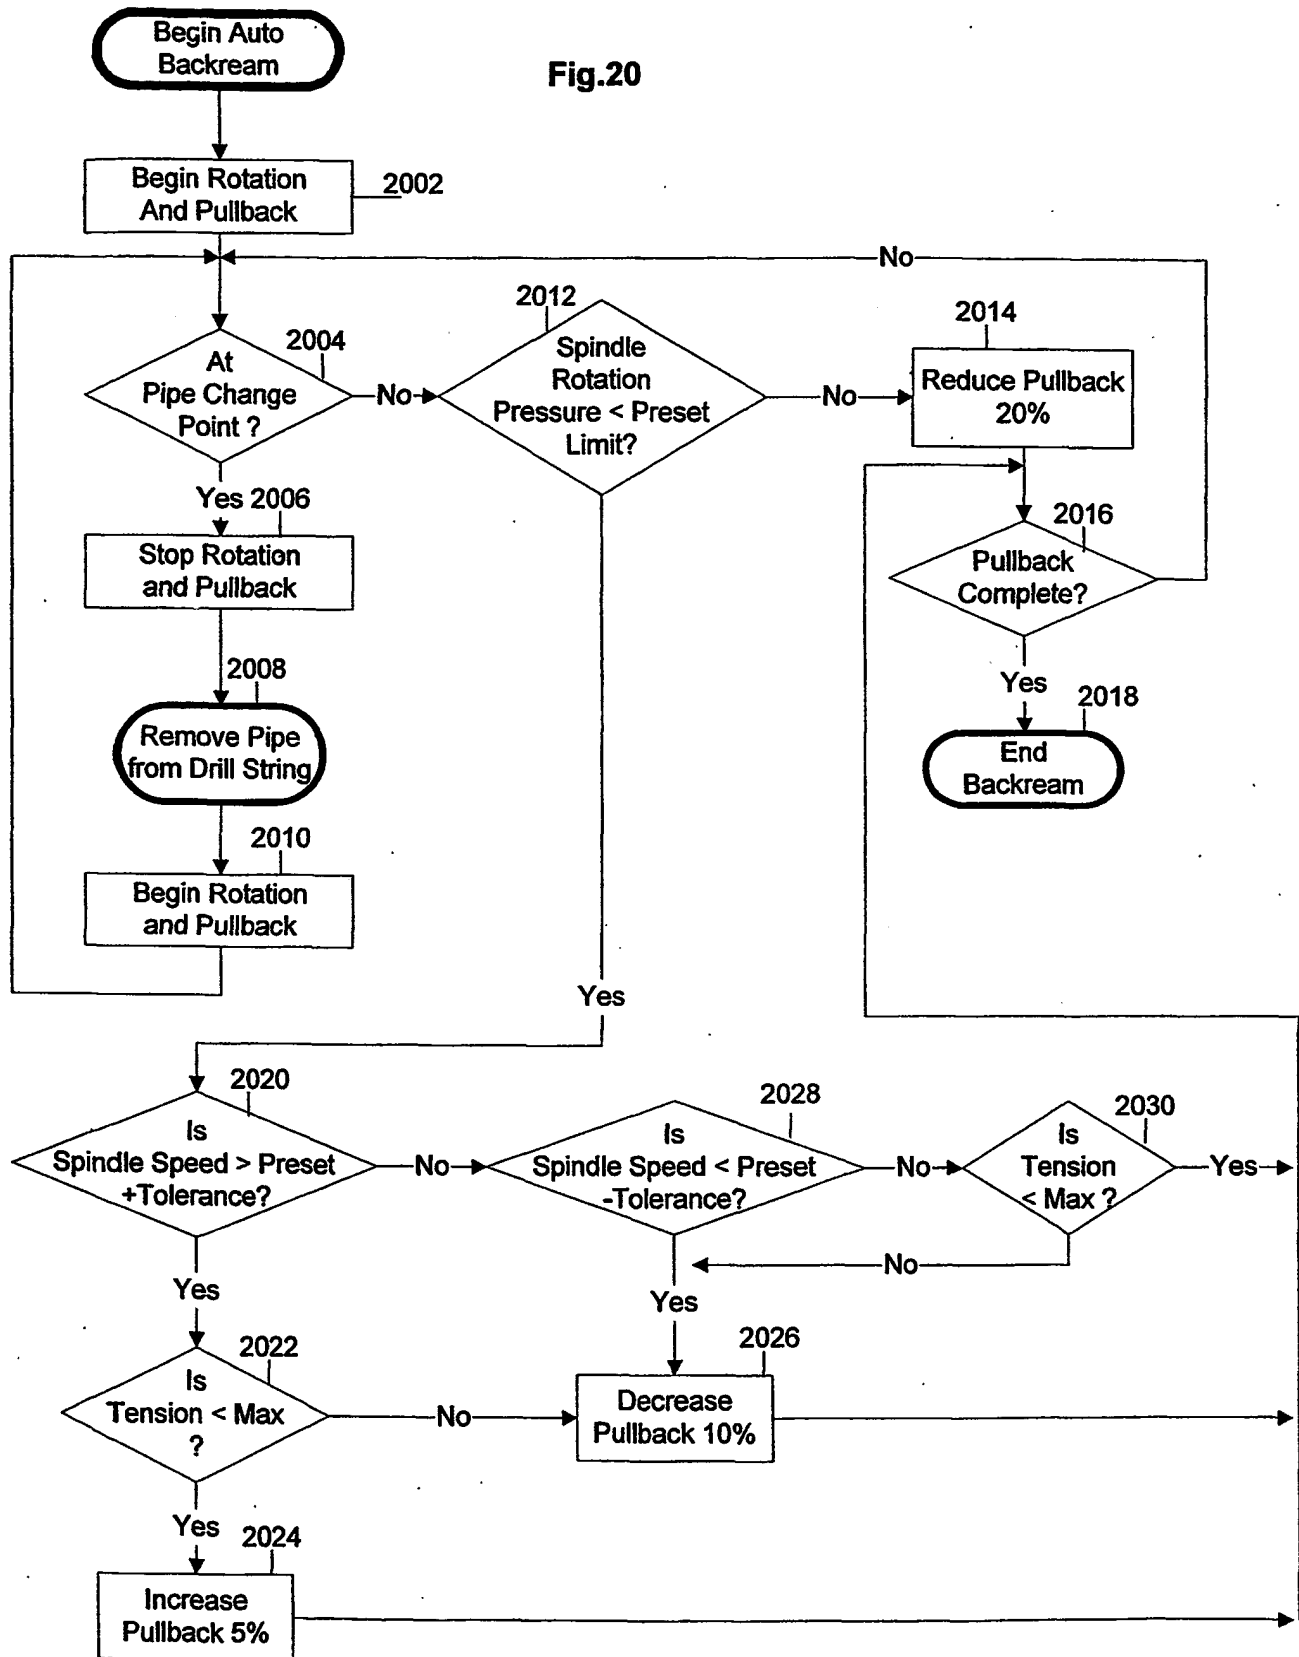 Begin Auto
Backream
Fig.20
Begin Rotation
And Pullback
2002
No
2012
2014
2004
At
Pipe Change
Point ?
No
Spindle
Rotation
Pressure < Preset
Limit?
No
Reduce Pullback
20%
Yes
2006
Stop Rotation
and Pullback
2016
Pullback
Complete?
2008
Remove Pipe
from Drill String
Yes
2018
End
Backream
2010
Begin Rotation
and Pullback
Yes
2020
Is
Spindle Speed > Preset
+Tolerance?
No
2028
Is
Spindle Speed < Preset
-Tolerance?
No
2030
Is
Tension
< Max ?
Yes
No
Yes
Yes
2022
Is
Tension < Max
?
No
2026
Decrease
Pullback 10%
Yes
2024
Increase
Pullback 5%